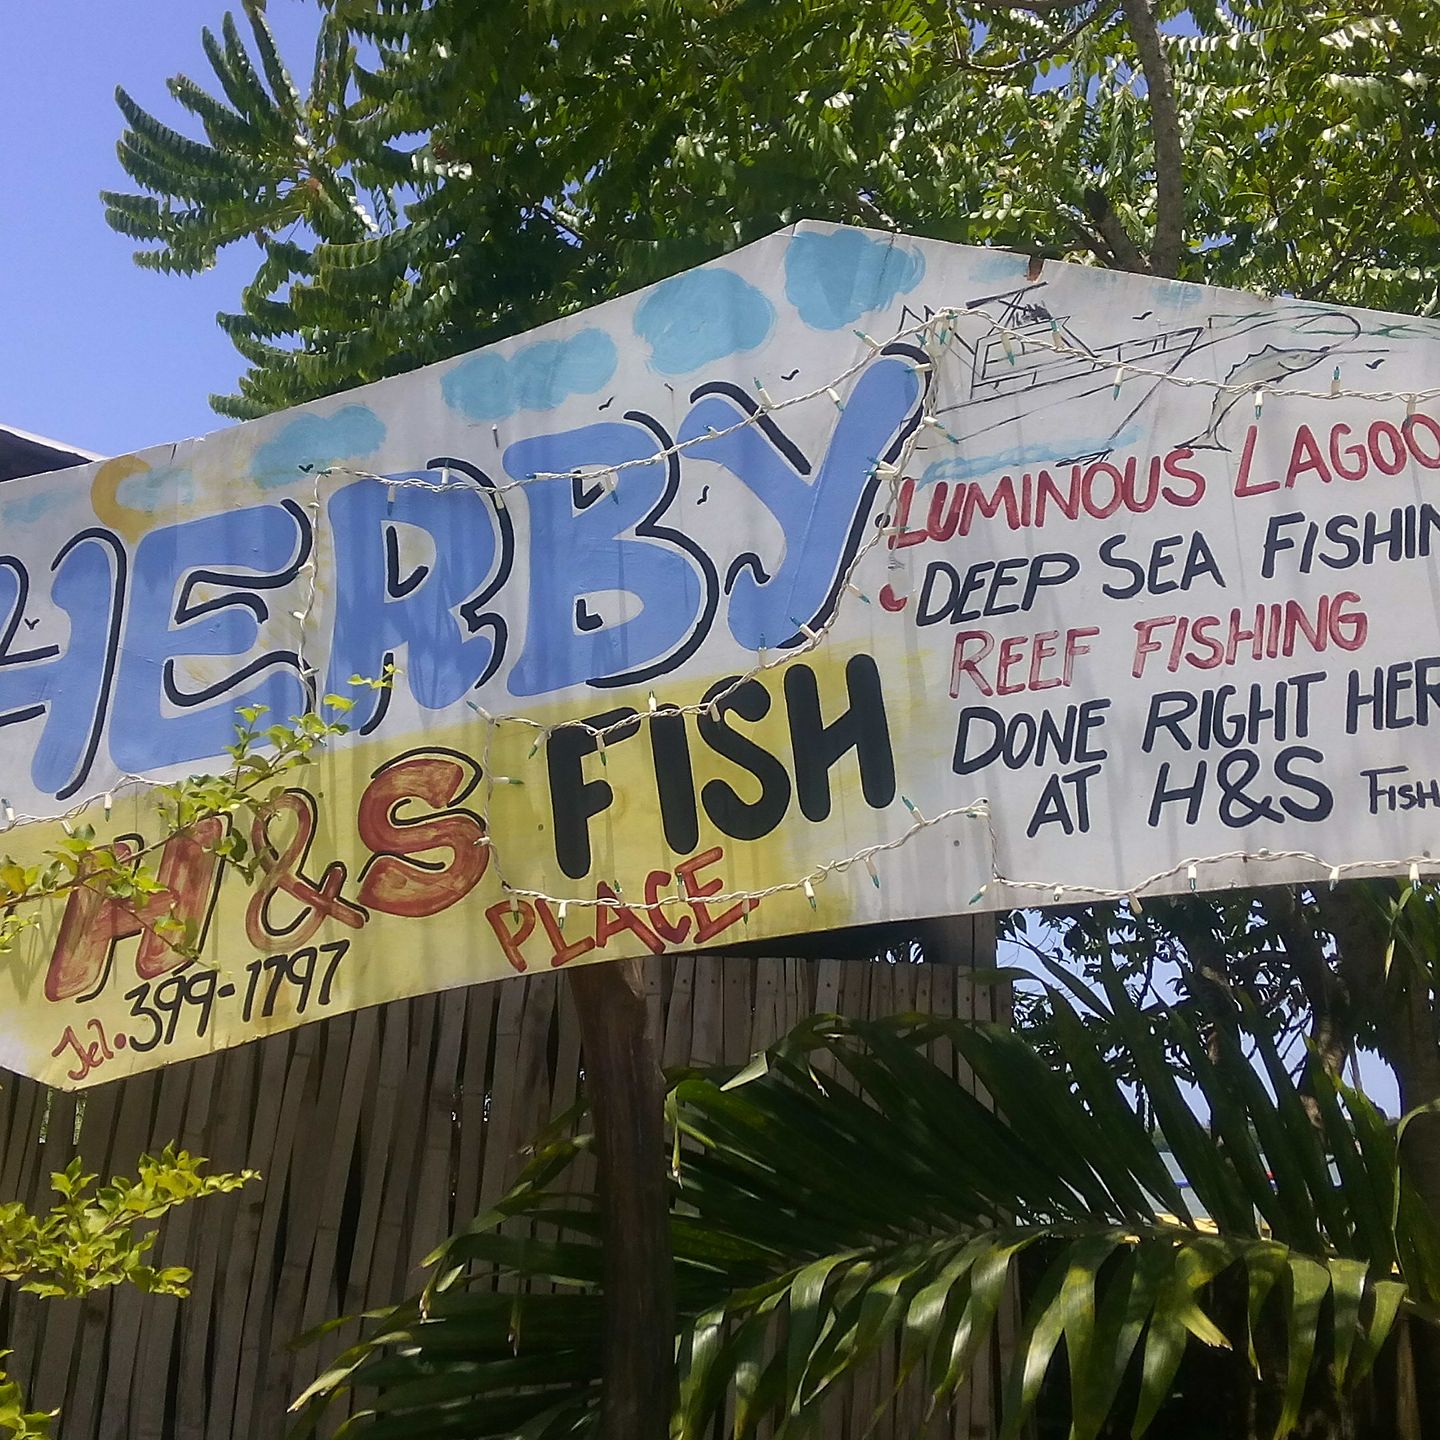 HERBY
H&S FISH
PLACE
Tel. 399-1797
LUMINOUS LAGOO
DEEP SEA FISHIN
REEF FISHING
DONE RIGHT HER
AT H&S FISH